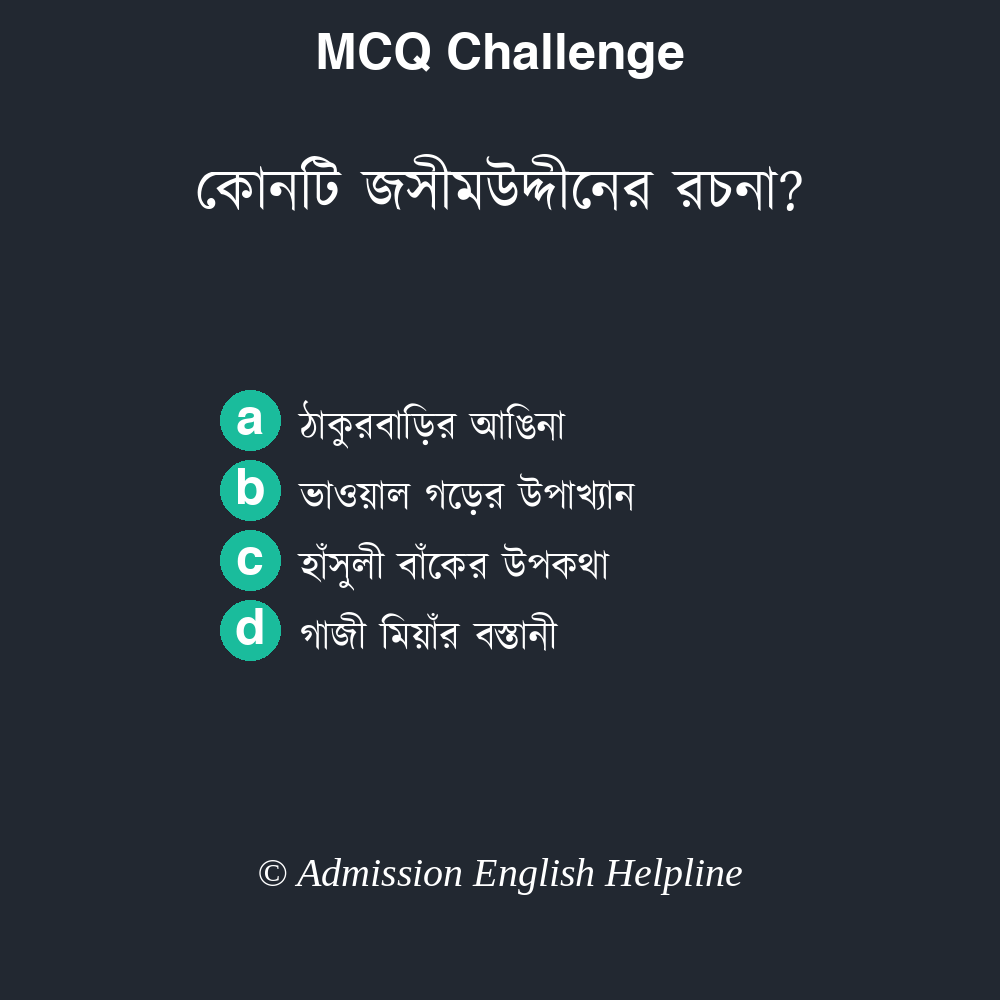 MCQ Challenge
কোনটি জসীমউদ্দীনের রচনা?
a ঠাকুরবাড়ির আঙিনা
b ভাওয়াল গড়ের উপাখ্যান
c হাঁসুলী বাঁকের উপকথা
d গাজী মিয়াঁর বস্তানী
© Admission English Helpline